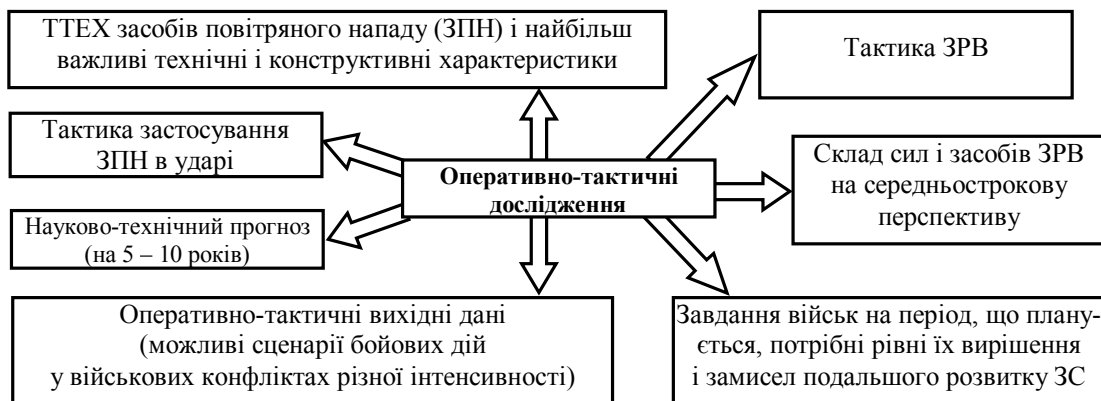 ТТЕХ засобів повітряного нападу (ЗПН) і найбільш
важливі технічні і конструктивні характеристики
Тактика ЗРВ
Тактика застосування
ЗПН в ударі
Оперативно-тактичні
дослідження
Склад сил і засобів ЗРВ
на середньострокову
перспективу
Науково-технічний прогноз
(на 5 – 10 років)
Оперативно-тактичні вихідні дані
(можливі сценарії бойових дій
у військових конфліктах різної інтенсивності)
Завдання військ на період, що плану-
ється, потрібні рівні їх вирішення
і замисел подальшого розвитку ЗС